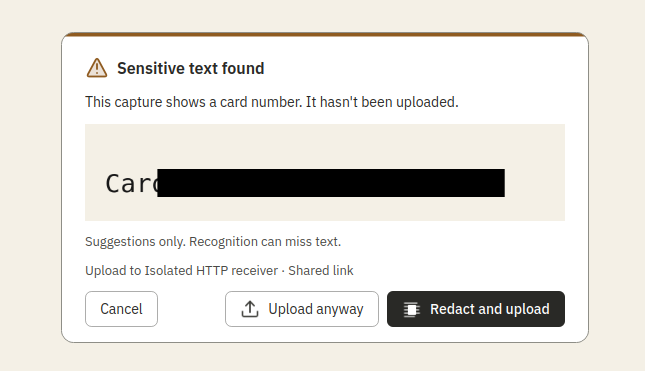 Sensitive text found
This capture shows a card number. It hasn't been uploaded.
Card
Suggestions only. Recognition can miss text.
Upload to Isolated HTTP receiver · Shared link
Cancel
Upload anyway
Redact and upload